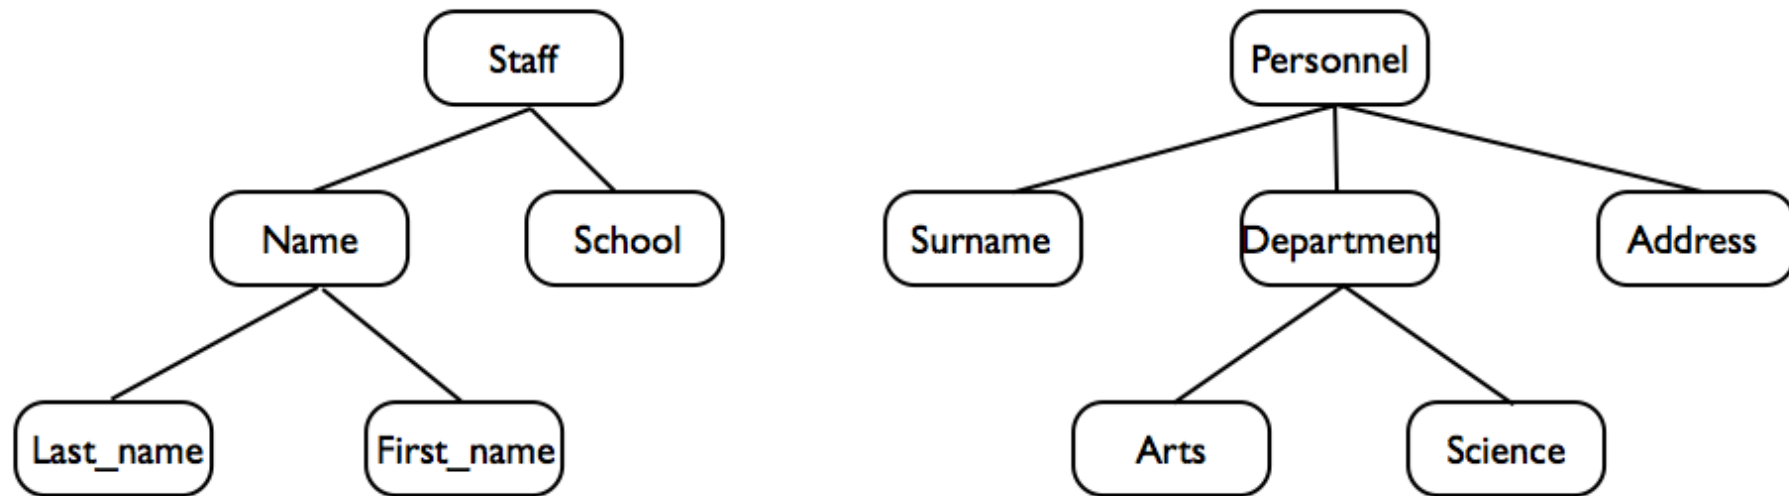 Staff
Personnel
Name
School
Surname
Department
Address
Last_name
First_name
Arts
Science